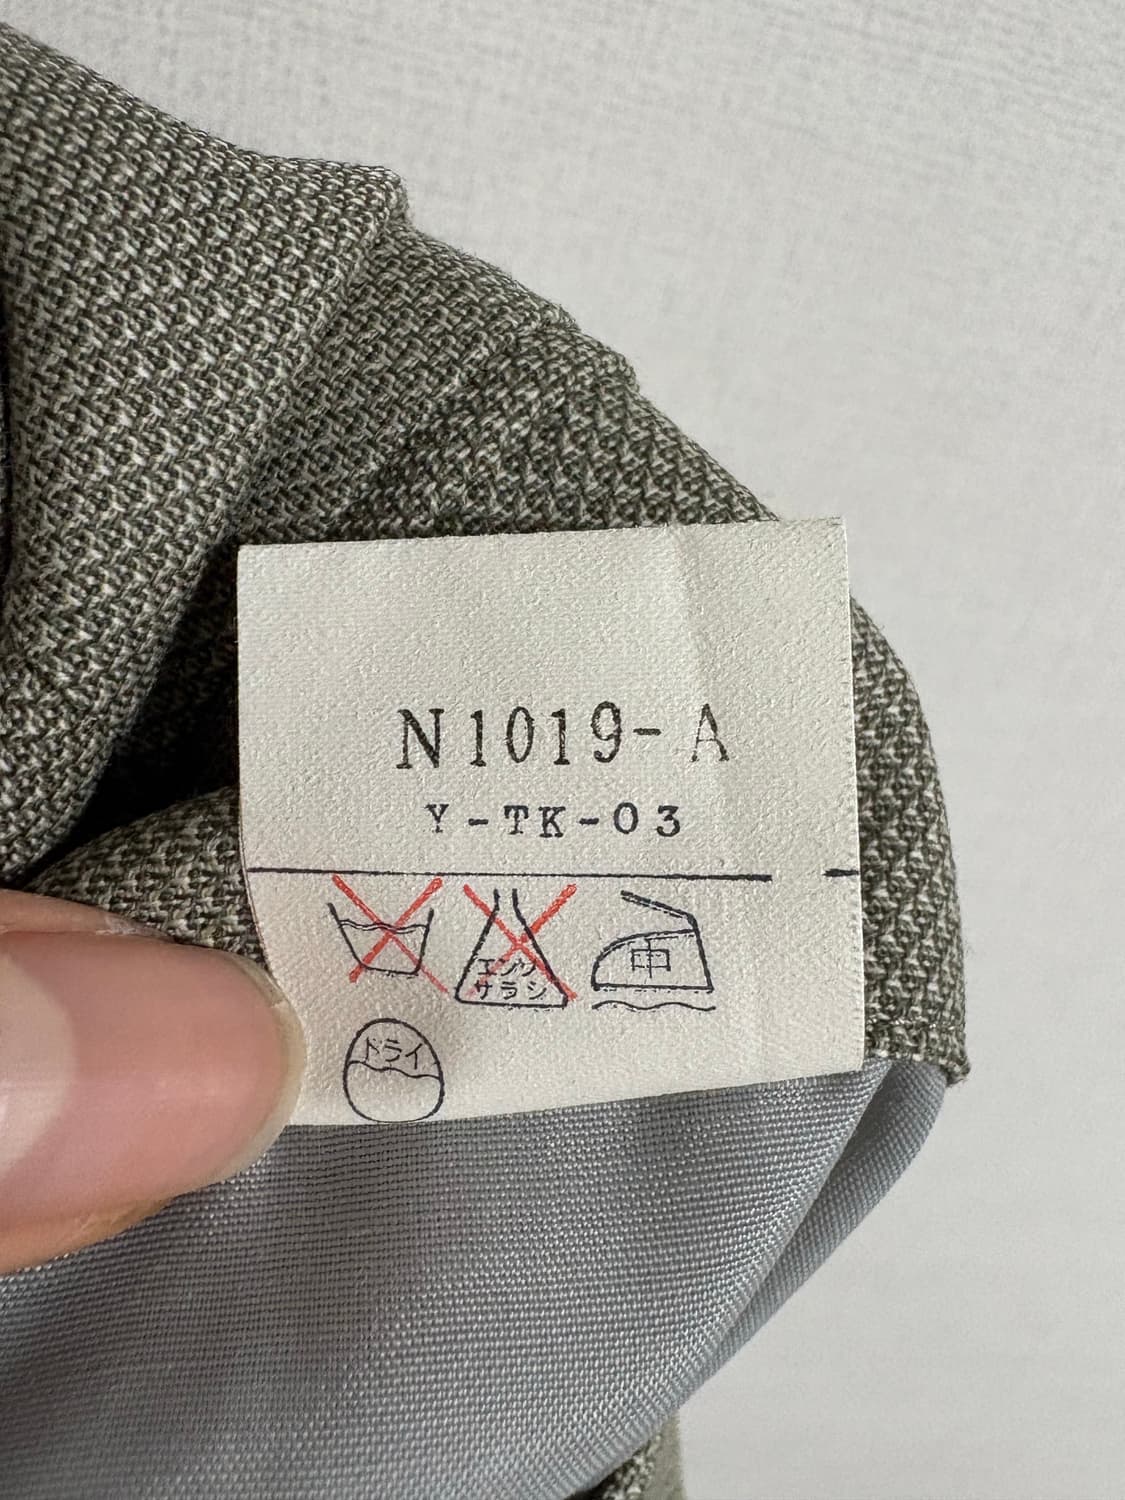 N1019-A
Y-TK-03
エンソ
サラシ
中
ドライ